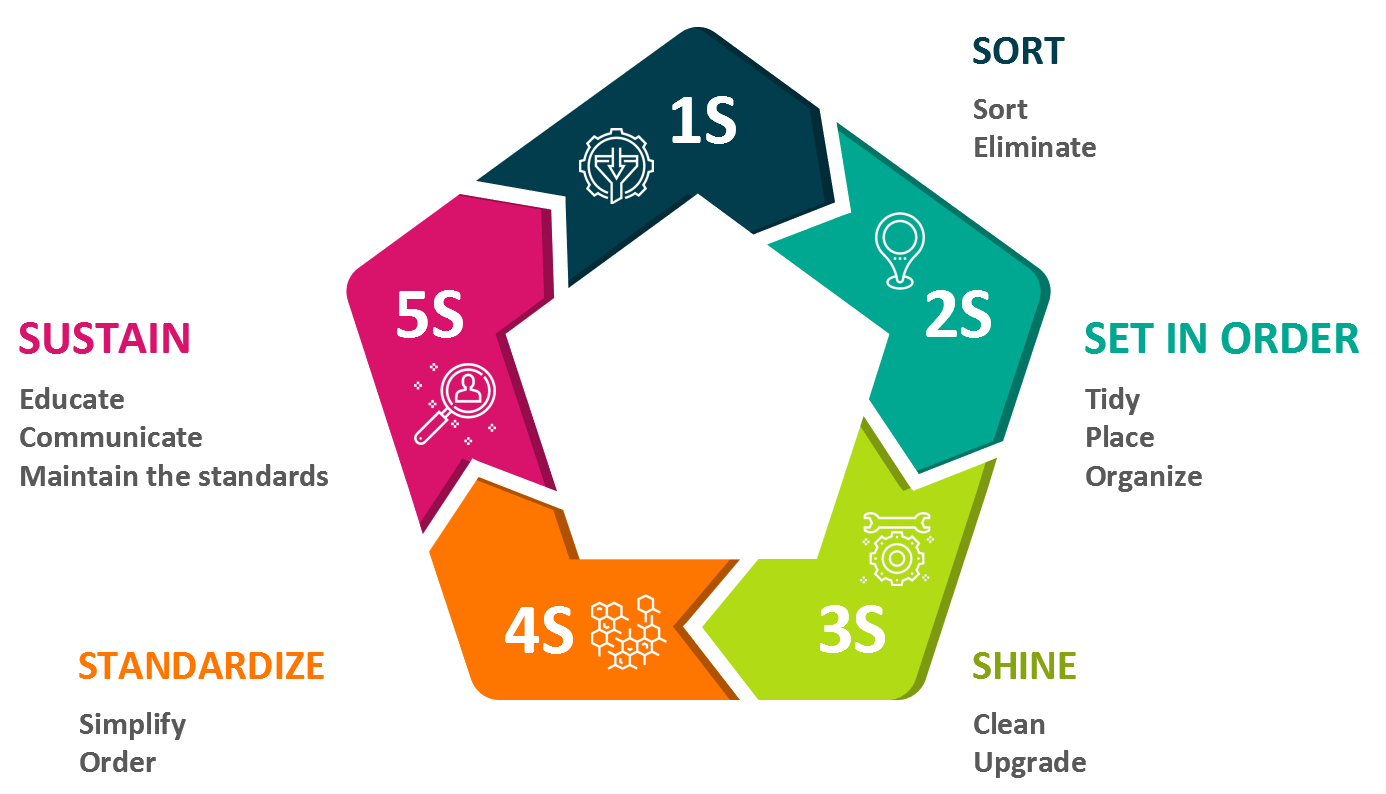 1S
SORT
Sort
Eliminate
2S
SET IN ORDER
Tidy
Place
Organize
3S
SHINE
Clean
Upgrade
4S
STANDARDIZE
Simplify
Order
5S
SUSTAIN
Educate
Communicate
Maintain the standards